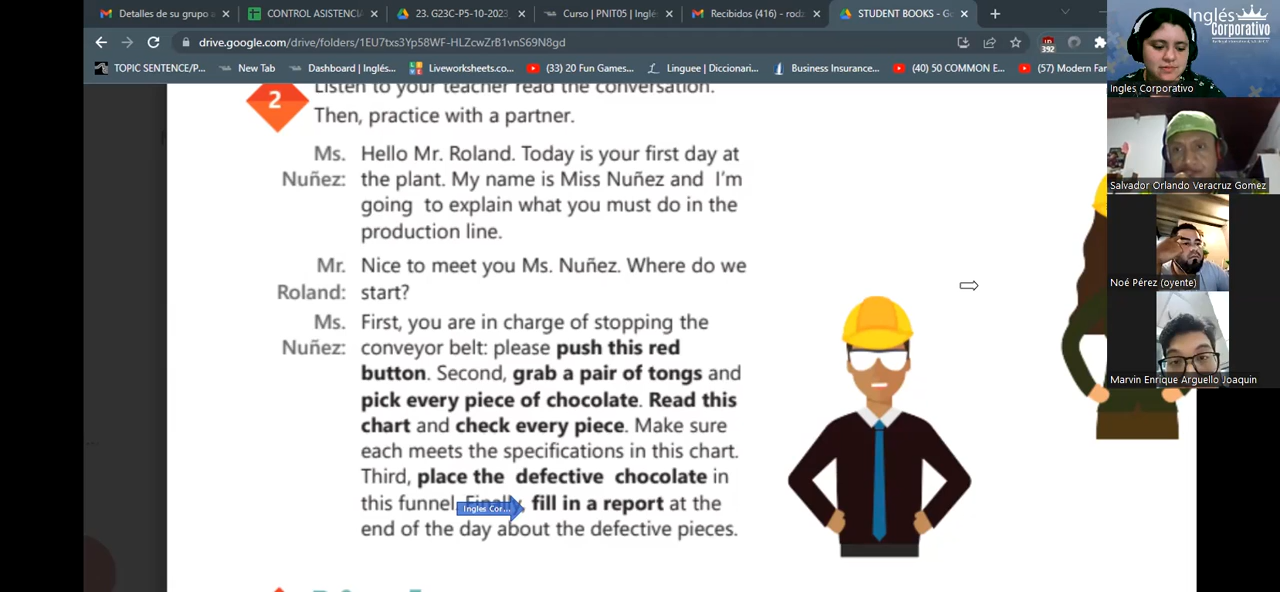 Detalles de su grupo a
CONTROL ASISTENCI
23. G23C-P5-10-2023
Curso | PNIT05 | Inglé
Recibidos (416) - rod
STUDENT BOOKS - G
drive.google.com/drive/folders/1EU7txs3Yp58WF-HLZcwZrB1vnS69N8gd
392
TOPIC SENTENCE/P...
New Tab
Dashboard | Inglés...
Liveworksheets.co...
(33) 20 Fun Games...
Linguee | Diccionari...
Business Insurance...
(40) 50 COMMON E...
(57) Modern Far
Inglés
Corporativo
Ingles Corporativo
Salvador Orlando Veracruz Gomez
Noé Pérez (oyente)
Marvin Enrique Arguello Joaquin
2
Listen to your teacher read the conversation.
Then, practice with a partner.
Ms. Hello Mr. Roland. Today is your first day at
Nuñez: the plant. My name is Miss Nuñez and I'm
going to explain what you must do in the
production line.
Mr. Nice to meet you Ms. Nuñez. Where do we
Roland: start?
Ms. First, you are in charge of stopping the
Nuñez: conveyor belt: please push this red
button. Second, grab a pair of tongs and
pick every piece of chocolate. Read this
chart and check every piece. Make sure
each meets the specifications in this chart.
Third, place the defective chocolate in
this funnel. Finally, fill in a report at the
Ingles Cor...
end of the day about the defective pieces.